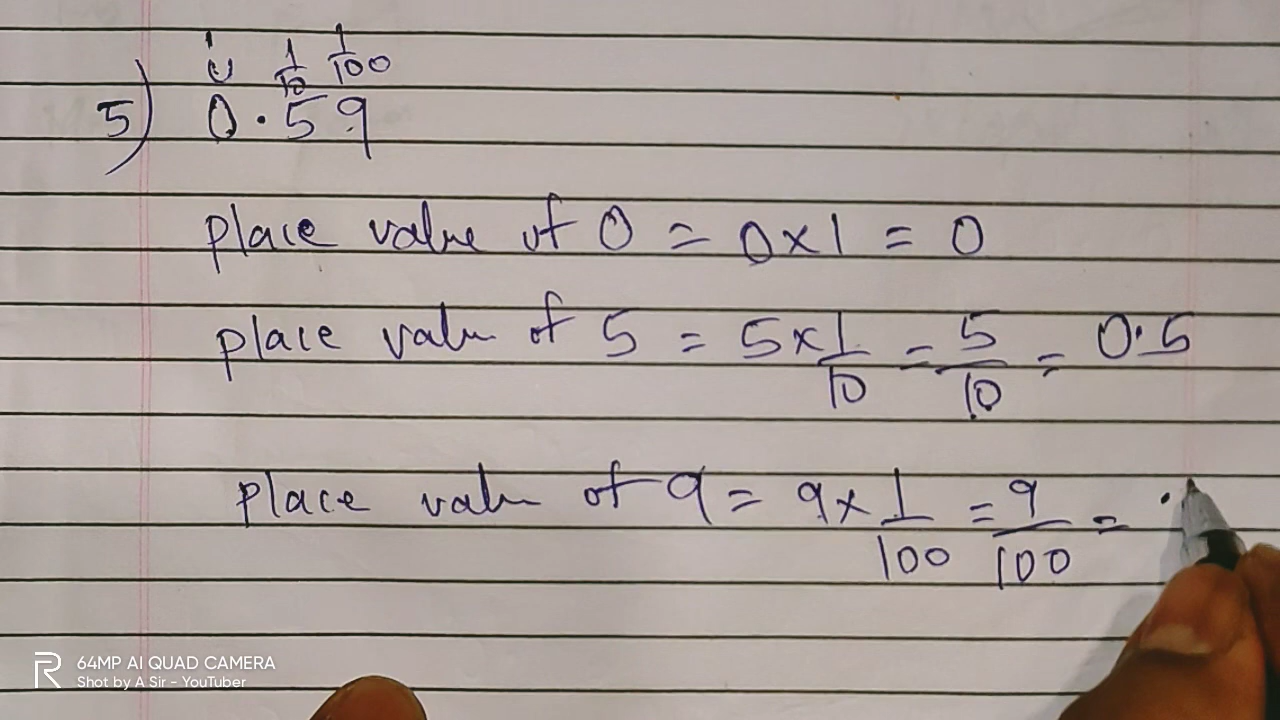 U 1/10 1/100
5) 0.59
place value of 0 = 0×1 = 0
place value of 5 = 5×1/10 = 5/10 = 0.5
place value of 9 = 9×1/100 = 9/100 = .
64MP AI QUAD CAMERA
Shot by A Sir - YouTuber